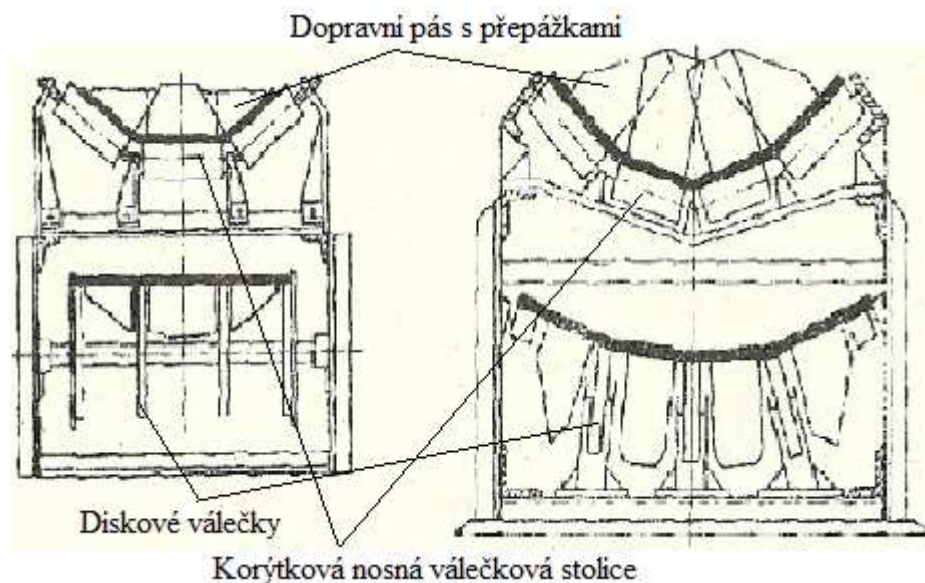 Dopravní pás s přepážkami
Diskové válečky
Korýtková nosná válečková stolice